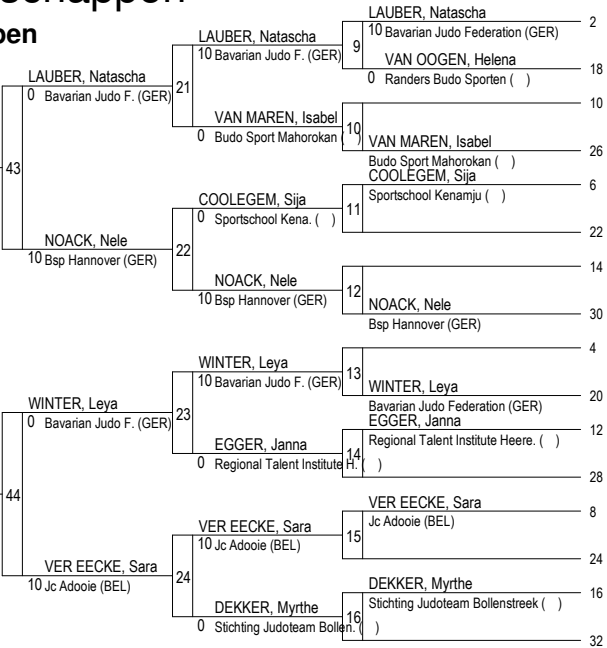 schappen
pen
LAUBER, Natascha
10 Bavarian Judo Federation (GER)
2
9
VAN OOGEN, Helena
0 Randers Budo Sporten ( )
18
LAUBER, Natascha
10 Bavarian Judo F. (GER)
LAUBER, Natascha
0 Bavarian Judo F. (GER)
21
10
VAN MAREN, Isabel
0 Budo Sport Mahorokan ( )
10
VAN MAREN, Isabel
Budo Sport Mahorokan ( )
26
43
COOLEGEM, Sija
Sportschool Kenamju ( )
6
COOLEGEM, Sija
0 Sportschool Kena. ( )
11
22
NOACK, Nele
10 Bsp Hannover (GER)
22
14
NOACK, Nele
10 Bsp Hannover (GER)
12
NOACK, Nele
Bsp Hannover (GER)
30
4
WINTER, Leya
10 Bavarian Judo F. (GER)
13
WINTER, Leya
Bavarian Judo Federation (GER)
20
WINTER, Leya
0 Bavarian Judo F. (GER)
23
EGGER, Janna
Regional Talent Institute Heere. ( )
12
EGGER, Janna
0 Regional Talent Institute H. ( )
14
28
44
VER EECKE, Sara
Jc Adooie (BEL)
8
VER EECKE, Sara
10 Jc Adooie (BEL)
15
24
VER EECKE, Sara
10 Jc Adooie (BEL)
24
DEKKER, Myrthe
Stichting Judoteam Bollenstreek ( )
16
DEKKER, Myrthe
0 Stichting Judoteam Bollen. ( )
16
32